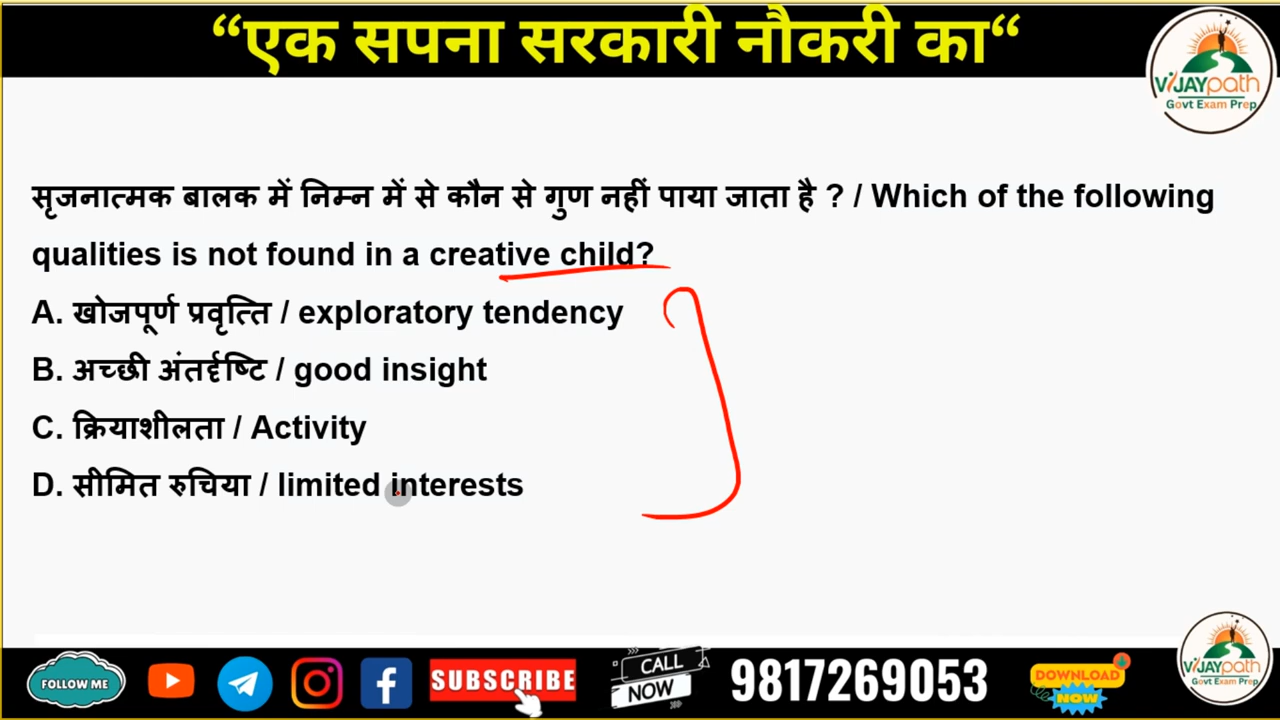 “एक सपना सरकारी नौकरी का“
VIJAYpath
Govt Exam Prep
सृजनात्मक बालक में निम्न में से कौन से गुण नहीं पाया जाता है ? / Which of the following
qualities is not found in a creative child?
A. खोजपूर्ण प्रवृत्ति / exploratory tendency
B. अच्छी अंतर्दृष्टि / good insight
C. क्रियाशीलता / Activity
D. सीमित रुचिया / limited interests
FOLLOW ME
SUBSCRIBE
CALL
NOW
9817269053
DOWNLOAD
NOW
VIJAYpath
Govt Exam Prep